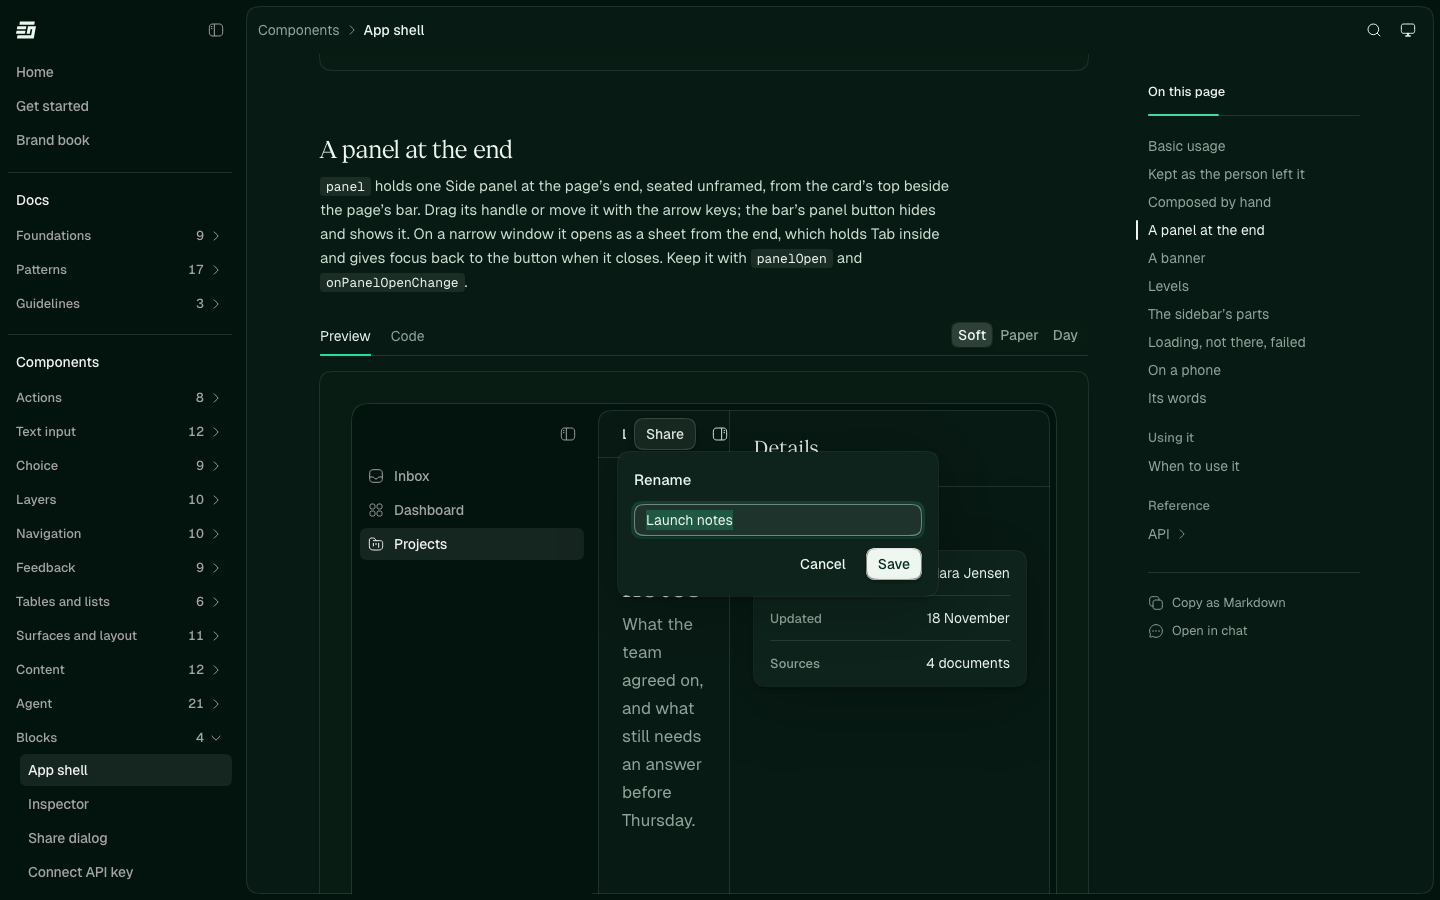 Components
App shell
Home
Get started
Brand book
Docs
Foundations 9
Patterns 17
Guidelines 3
Components
Actions 8
Text input 12
Choice 9
Layers 10
Navigation 10
Feedback 9
Tables and lists 6
Surfaces and layout 11
Content 12
Agent 21
Blocks 4
App shell
Inspector
Share dialog
Connect API key
A panel at the end
panel holds one Side panel at the page’s end, seated unframed, from the card’s top beside
the page’s bar. Drag its handle or move it with the arrow keys; the bar’s panel button hides
and shows it. On a narrow window it opens as a sheet from the end, which holds Tab inside
and gives focus back to the button when it closes. Keep it with panelOpen and
onPanelOpenChange.
Preview Code
Soft Paper Day
Inbox
Dashboard
Projects
Share
Details
Rename
Launch notes
Cancel Save
Jensen
Updated 18 November
Sources 4 documents
What the
team
agreed on,
and what
still needs
an answer
before
Thursday.
On this page
Basic usage
Kept as the person left it
Composed by hand
A panel at the end
A banner
Levels
The sidebar’s parts
Loading, not there, failed
On a phone
Its words
Using it
When to use it
Reference
API
Copy as Markdown
Open in chat